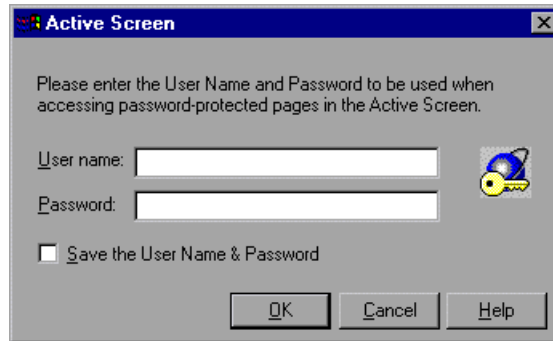 Active Screen
Please enter the User Name and Password to be used when
accessing password-protected pages in the Active Screen.
User name:
Password:
Save the User Name & Password
OK Cancel Help